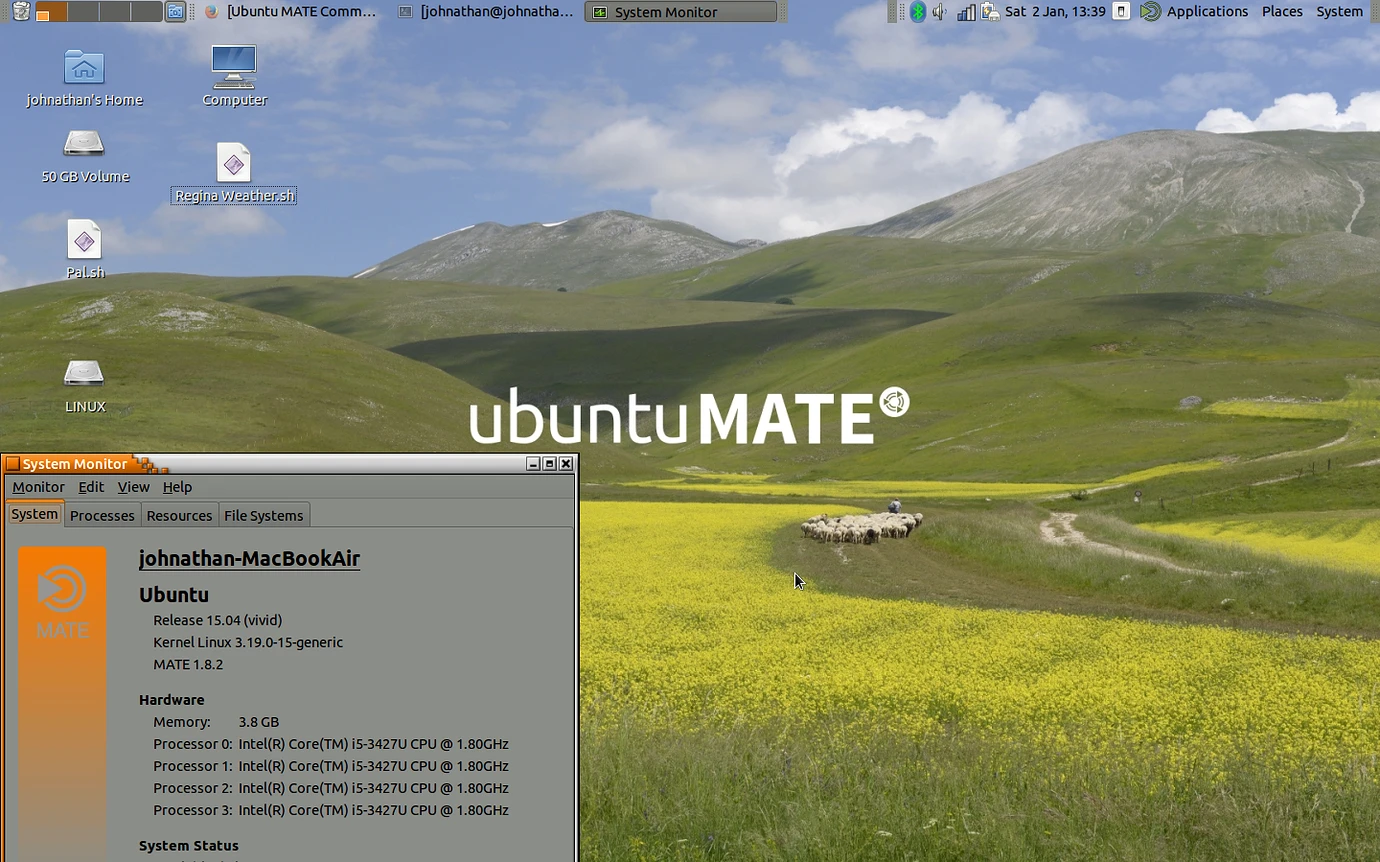 [Ubuntu MATE Comm...
[johnathan@johnatha...
System Monitor
Sat 2 Jan, 13:39
Applications Places System
johnathan's Home
Computer
50 GB Volume
Regina Weather.sh
Pal.sh
LINUX
ubuntu MATE
System Monitor
Monitor Edit View Help
System Processes Resources File Systems
MATE
johnathan-MacBookAir
Ubuntu
Release 15.04 (vivid)
Kernel Linux 3.19.0-15-generic
MATE 1.8.2
Hardware
Memory: 3.8 GB
Processor 0: Intel(R) Core(TM) i5-3427U CPU @ 1.80GHz
Processor 1: Intel(R) Core(TM) i5-3427U CPU @ 1.80GHz
Processor 2: Intel(R) Core(TM) i5-3427U CPU @ 1.80GHz
Processor 3: Intel(R) Core(TM) i5-3427U CPU @ 1.80GHz
System Status